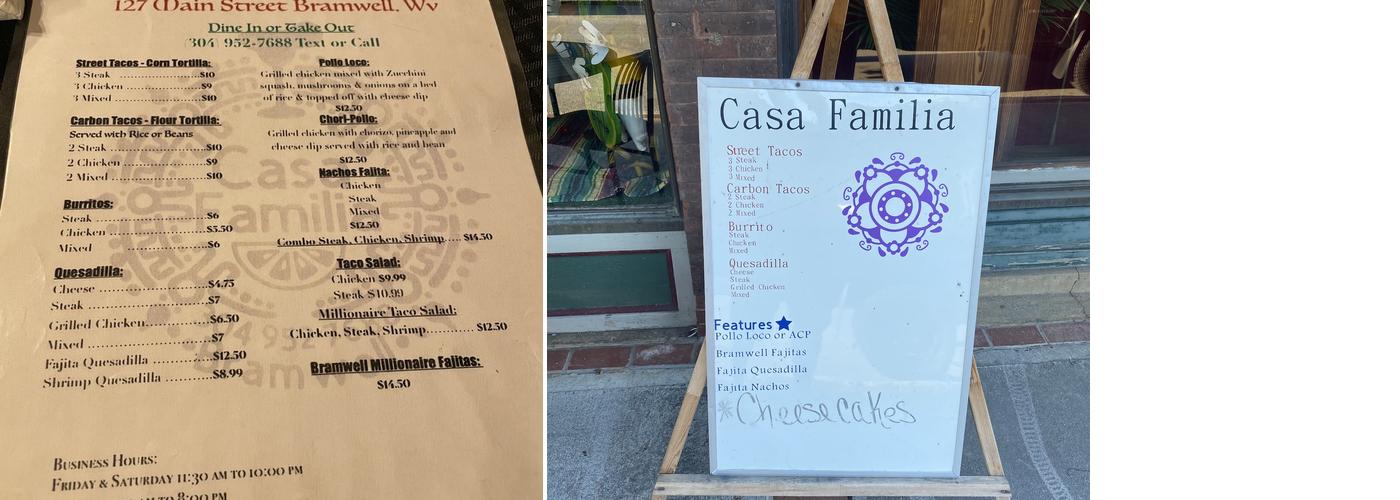 127 Main Street Bramwell, Wv
Dine In or Take Out
(304) 952-7688 Text or Call
Street Tacos - Corn Tortilla:
3 Steak ....................$10
3 Chicken ....................$9
3 Mixed ....................$10
Carbon Tacos - Flour Tortilla:
Served with Rice or Beans
2 Steak ....................$10
2 Chicken ....................$9
2 Mixed ....................$10
Burritos:
Steak ....................$6
Chicken ....................$5.50
Mixed ....................$6
Quesadilla:
Cheese ....................$4.75
Steak ....................$7
Grilled Chicken....................$6.50
Mixed ....................$7
Fajita Quesadilla ..........$12.50
Shrimp Quesadilla ..........$8.99
Pollo Loco:
Grilled chicken mixed with Zucchini
squash, mushrooms & onions on a bed
of rice & topped off with cheese dip
$12.50
Chori-Pollo:
Grilled chicken with chorizo, pineapple and
cheese dip served with rice and bean
$12.50
Nachos Fajita:
Chicken
Steak
Mixed
$12.50
Combo Steak, Chicken, Shrimp.... $14.50
Taco Salad:
Chicken $9.99
Steak $10.99
Millionaire Taco Salad:
Chicken, Steak, Shrimp.......... $12.50
Bramwell Millionaire Fajitas:
$14.50
Casa
Familia
Business Hours:
Friday & Saturday 11:30 am to 10:00 pm
am to 8:00 pm
Casa Familia
Street Tacos
3 Steak
3 Chicken
3 Mixed
Carbon Tacos
2 Steak
2 Chicken
2 Mixed
Burrito
Steak
Chicken
Mixed
Quesadilla
Cheese
Steak
Grilled Chicken
Mixed
Features ★
Pollo Loco or ACP
Bramwell Fajitas
Fajita Quesadilla
Fajita Nachos
*Cheesecakes